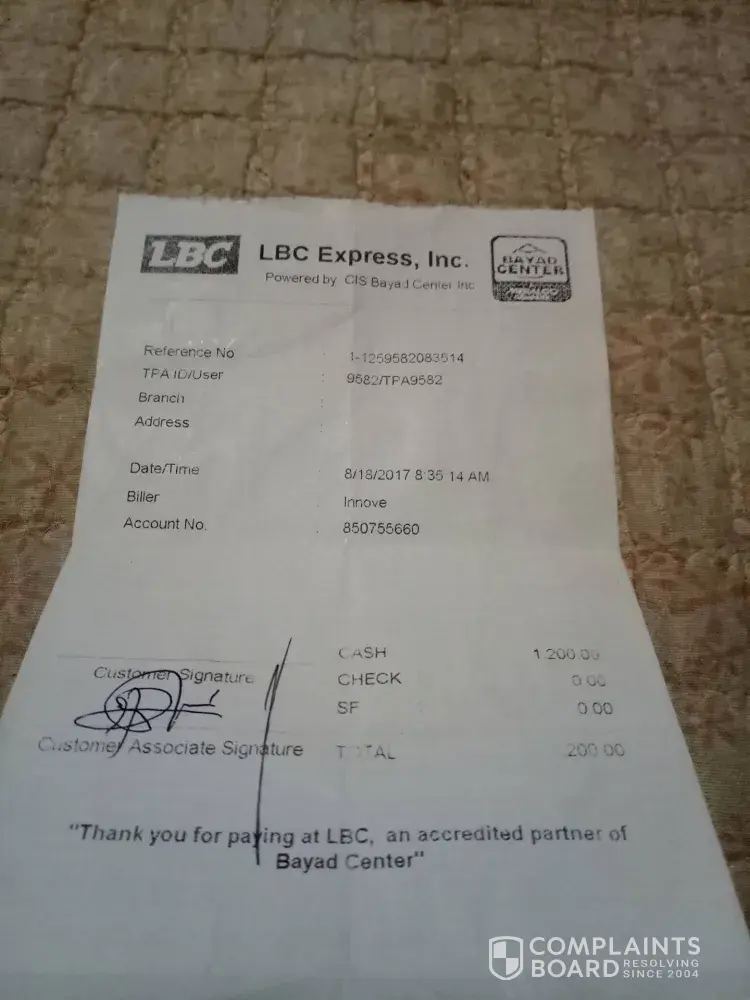 LBC LBC Express, Inc. BAYAD CENTER
Powered by CIS Bayad Center Inc
Reference No : 1-1259582083514
TPA ID/User : 9582/TPA9582
Branch :
Address :
Date/Time : 8/18/2017 8:35 14 AM
Biller : Innove
Account No. : 850755660
CASH 1,200.00
Customer Signature CHECK 0.00
SF 0.00
Customer Associate Signature TOTAL 200.00
"Thank you for paying at LBC, an accredited partner of
Bayad Center"
COMPLAINTS
BOARD RESOLVING
SINCE 2004